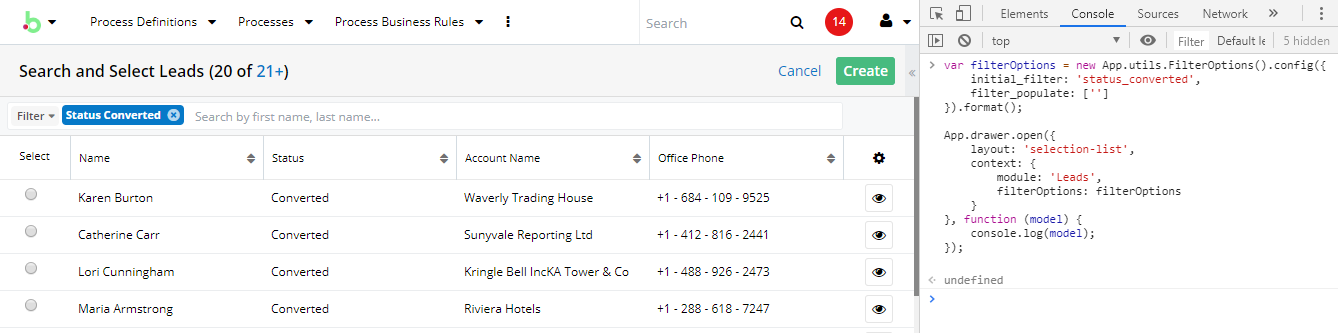 Process Definitions Processes Process Business Rules Search 14
Search and Select Leads (20 of 21+) Cancel Create «
Filter Status Converted Search by first name, last name...
Select Name Status Account Name Office Phone
Karen Burton Converted Waverly Trading House +1 - 684 - 109 - 9525
Catherine Carr Converted Sunyvale Reporting Ltd +1 - 412 - 816 - 2441
Lori Cunningham Converted Kringle Bell IncKA Tower & Co +1 - 488 - 926 - 2473
Maria Armstrong Converted Riviera Hotels +1 - 288 - 618 - 7247
Elements Console Sources Network »
top Filter Default le 5 hidden
> var filterOptions = new App.utils.FilterOptions().config({
initial_filter: 'status_converted',
filter_populate: ['']
}).format();
App.drawer.open({
layout: 'selection-list',
context: {
module: 'Leads',
filterOptions: filterOptions
}
}, function (model) {
console.log(model);
});
undefined
>